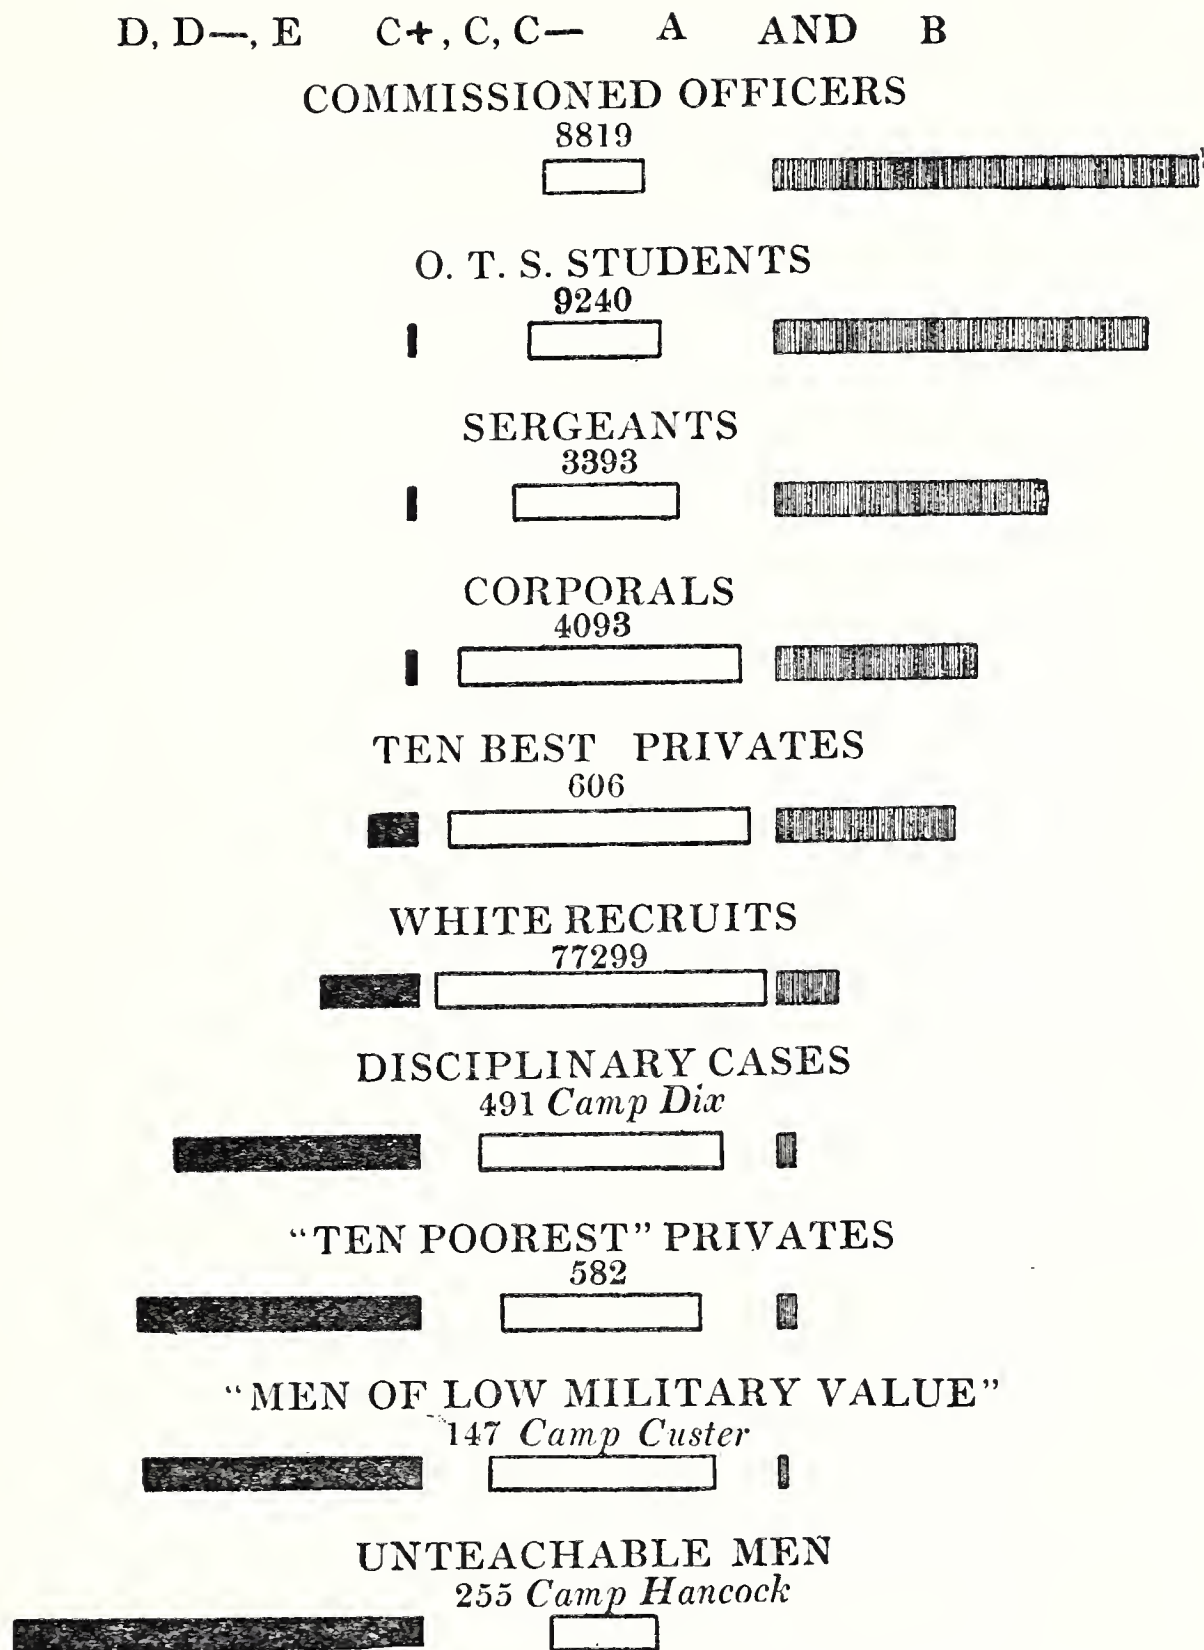 D, D—, E C+, C, C— A AND B
COMMISSIONED OFFICERS
8819
O. T. S. STUDENTS
9240
SERGEANTS
3393
CORPORALS
4093
TEN BEST PRIVATES
606
WHITE RECRUITS
77299
DISCIPLINARY CASES
491 Camp Dix
“TEN POOREST” PRIVATES
582
“MEN OF LOW MILITARY VALUE”
147 Camp Custer
UNTEACHABLE MEN
255 Camp Hancock